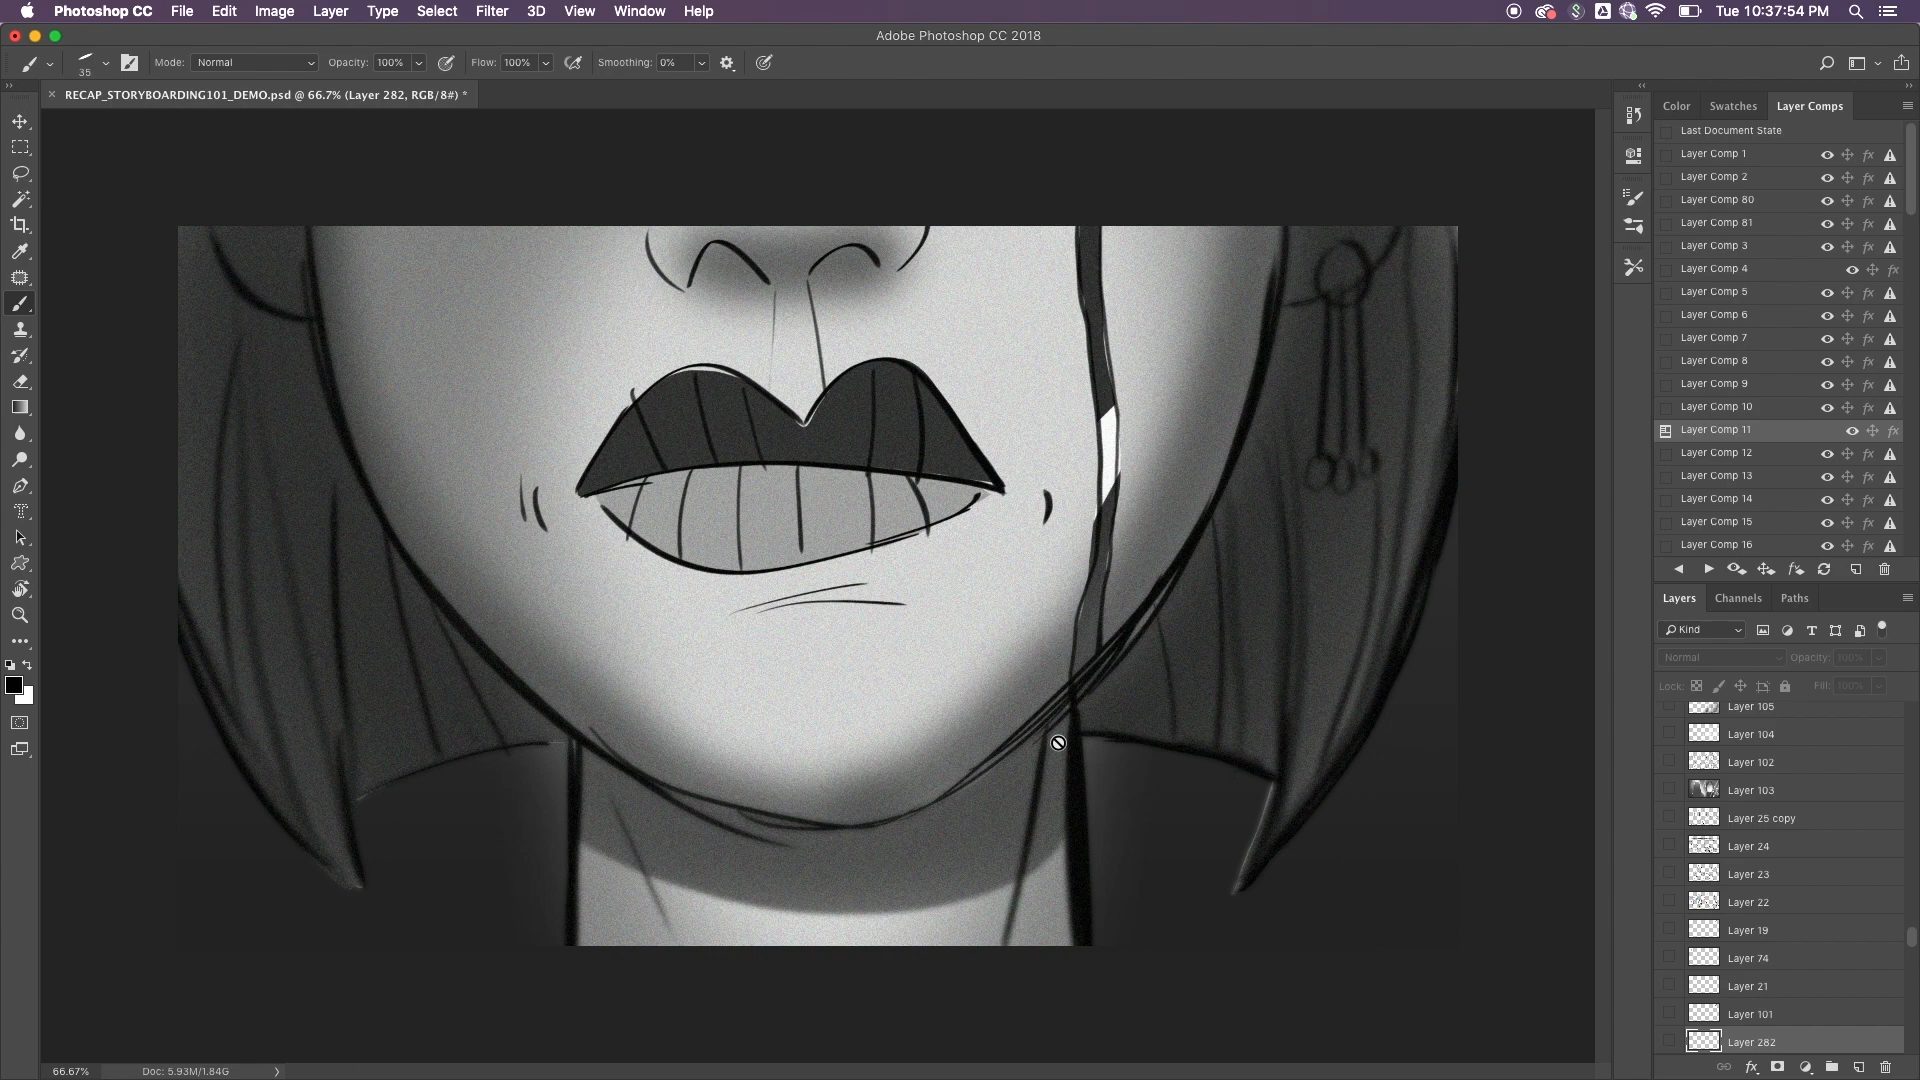 Photoshop CC File Edit Image Layer Type Select Filter 3D View Window Help Tue 10:37:54 PM
Adobe Photoshop CC 2018
35 Mode: Normal Opacity: 100% Flow: 100% Smoothing: 0%
RECAP_STORYBOARDING101_DEMO.psd @ 66.7% (Layer 282, RGB/8#) *
Color Swatches Layer Comps
Last Document State
Layer Comp 1
Layer Comp 2
Layer Comp 80
Layer Comp 81
Layer Comp 3
Layer Comp 4
Layer Comp 5
Layer Comp 6
Layer Comp 7
Layer Comp 8
Layer Comp 9
Layer Comp 10
Layer Comp 11
Layer Comp 12
Layer Comp 13
Layer Comp 14
Layer Comp 15
Layer Comp 16
Layers Channels Paths
Kind
Normal Opacity: 100%
Lock: Fill: 100%
Layer 105
Layer 104
Layer 102
Layer 103
Layer 25 copy
Layer 24
Layer 23
Layer 22
Layer 19
Layer 74
Layer 21
Layer 101
Layer 282
66.67% Doc: 5.93M/1.84G